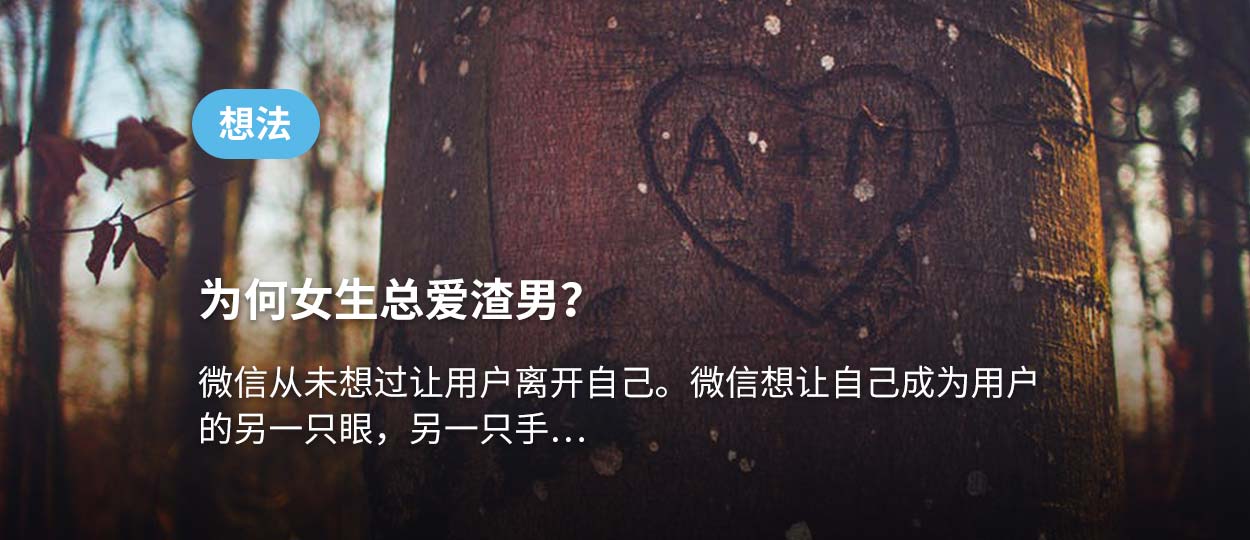 想法
A + M
L
为何女生总爱渣男？
微信从未想过让用户离开自己。微信想让自己成为用户
的另一只眼，另一只手…